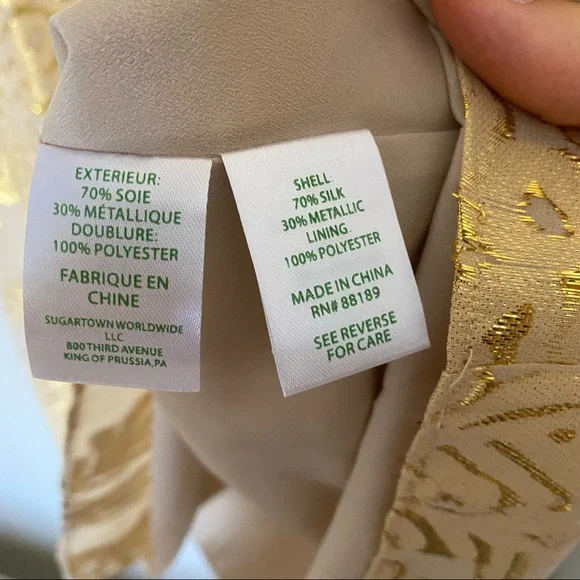 EXTERIEUR:
70% SOIE
30% MÉTALLIQUE
DOUBLURE:
100% POLYESTER
FABRIQUE EN
CHINE
SUGARTOWN WORLDWIDE
LLC
800 THIRD AVENUE
KING OF PRUSSIA,PA
SHELL:
70% SILK
30% METALLIC
LINING:
100% POLYESTER
MADE IN CHINA
RN# 88189
SEE REVERSE
FOR CARE